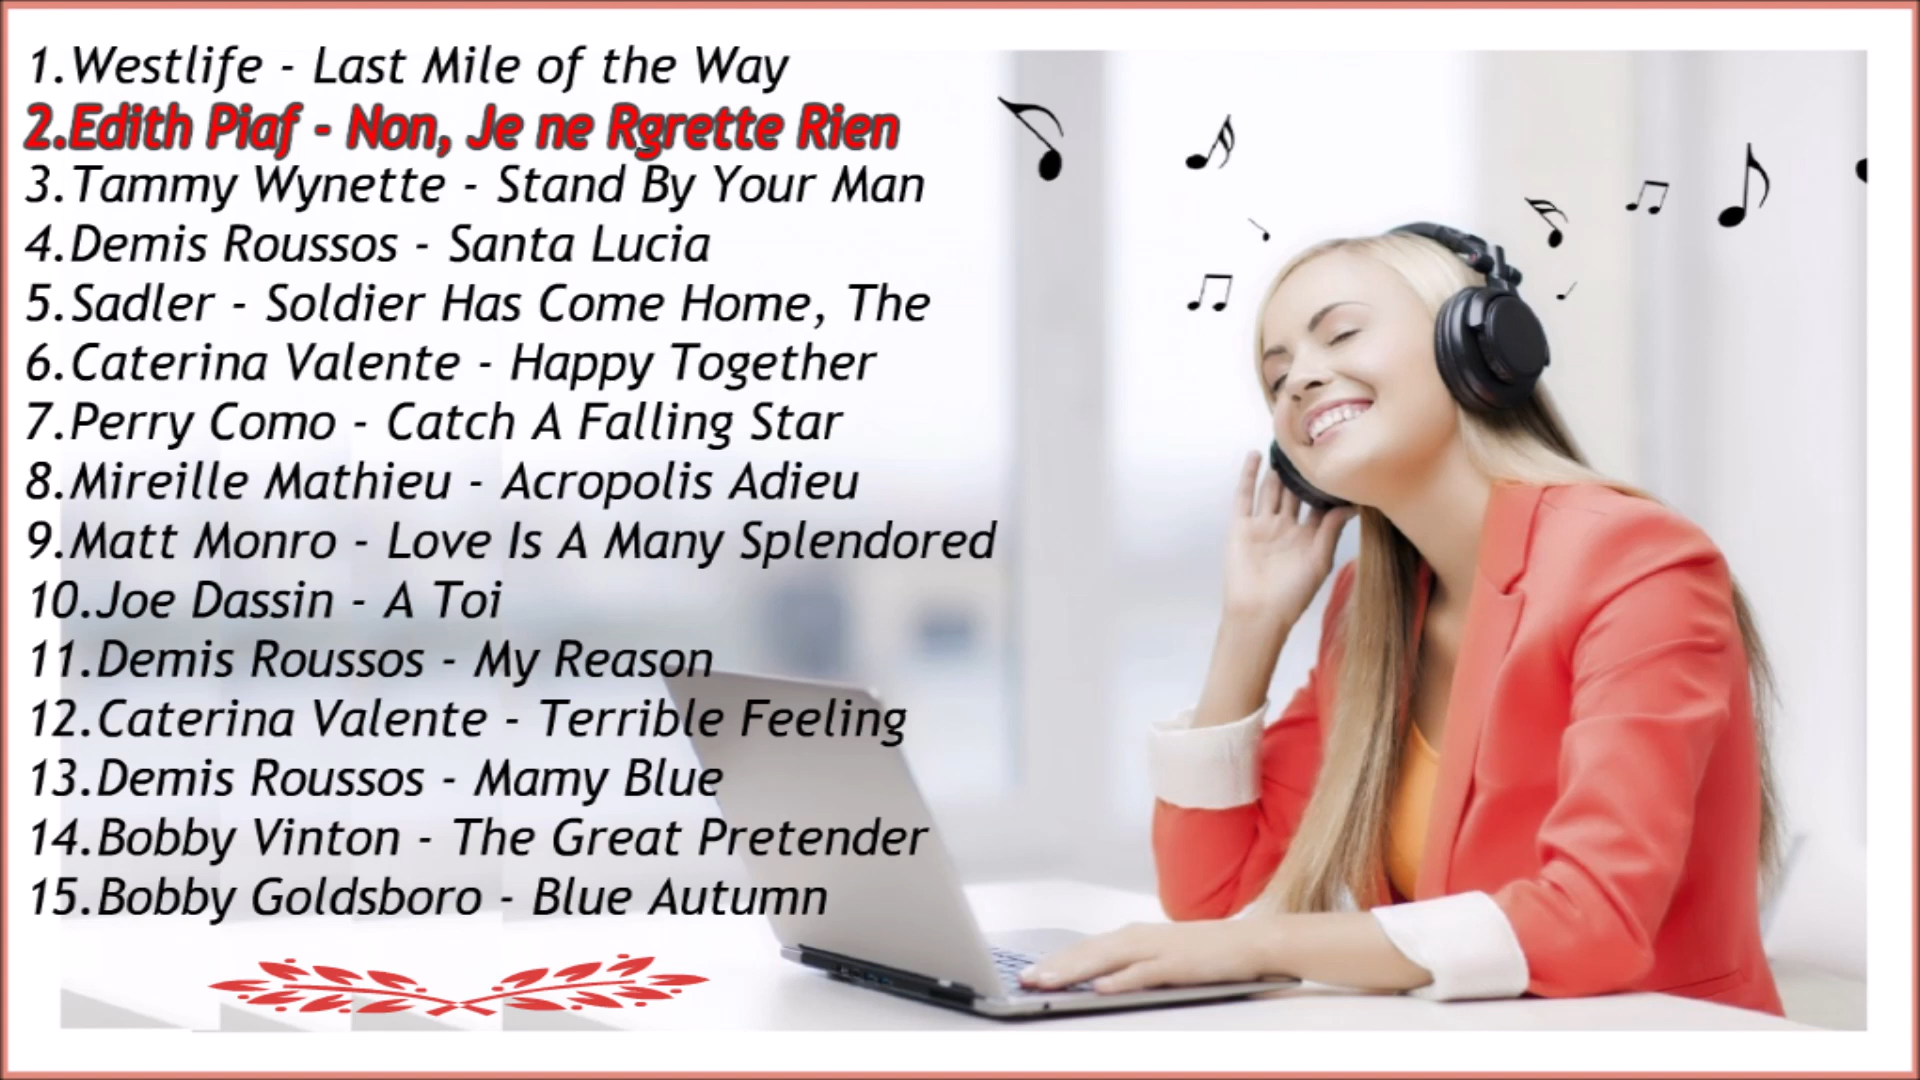 1.Westlife - Last Mile of the Way
2.Edith Piaf - Non, Je ne Rgrette Rien
3.Tammy Wynette - Stand By Your Man
4.Demis Roussos - Santa Lucia
5.Sadler - Soldier Has Come Home, The
6.Caterina Valente - Happy Together
7.Perry Como - Catch A Falling Star
8.Mireille Mathieu - Acropolis Adieu
9.Matt Monro - Love Is A Many Splendored
10.Joe Dassin - A Toi
11.Demis Roussos - My Reason
12.Caterina Valente - Terrible Feeling
13.Demis Roussos - Mamy Blue
14.Bobby Vinton - The Great Pretender
15.Bobby Goldsboro - Blue Autumn